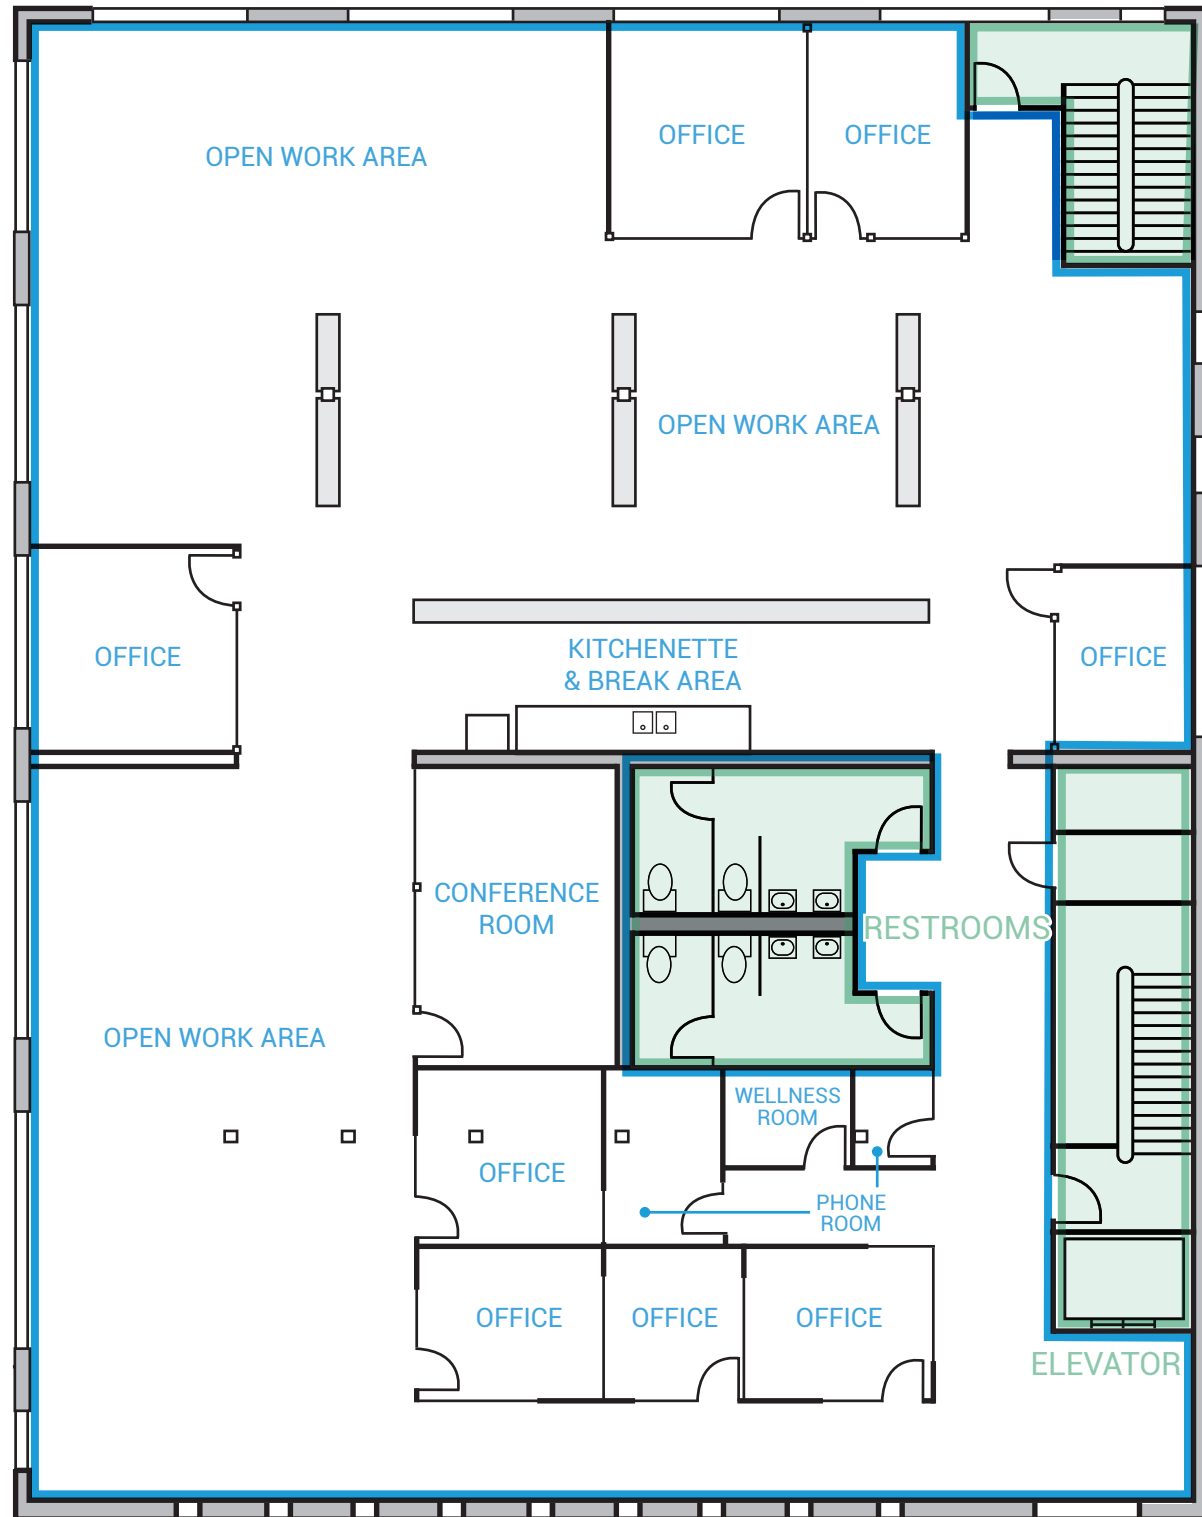 OFFICE
OFFICE
OPEN WORK AREA
OPEN WORK AREA
KITCHENETTE
& BREAK AREA
OFFICE
OFFICE
CONFERENCE
ROOM
RESTROOMS
OPEN WORK AREA
WELLNESS
ROOM
OFFICE
PHONE
ROOM
OFFICE
OFFICE
OFFICE
ELEVATOR